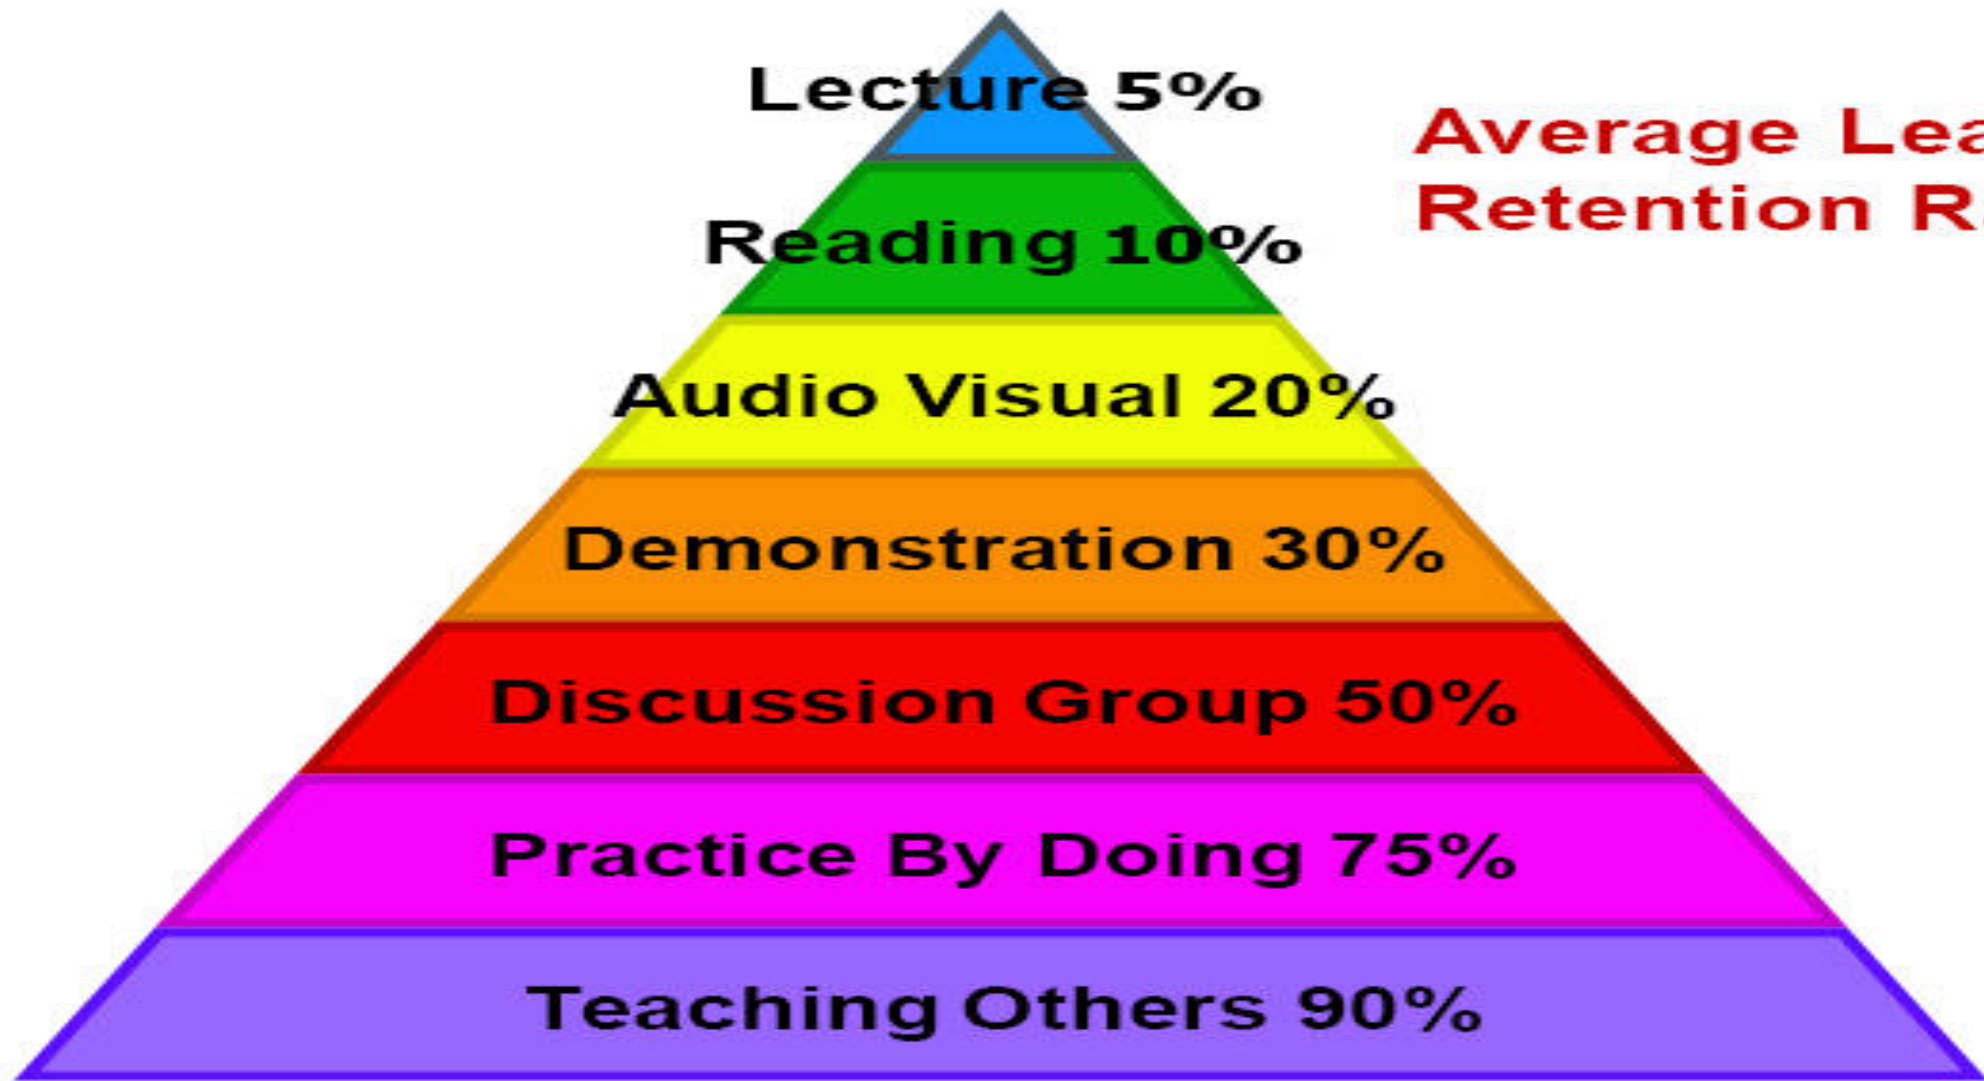 Lecture 5%
Average
Retention
Reading 10%
Audio Visual 20%
Demonstration 30%
Discussion Group 50%
Practice By Doing 75%
Teaching Others 90%